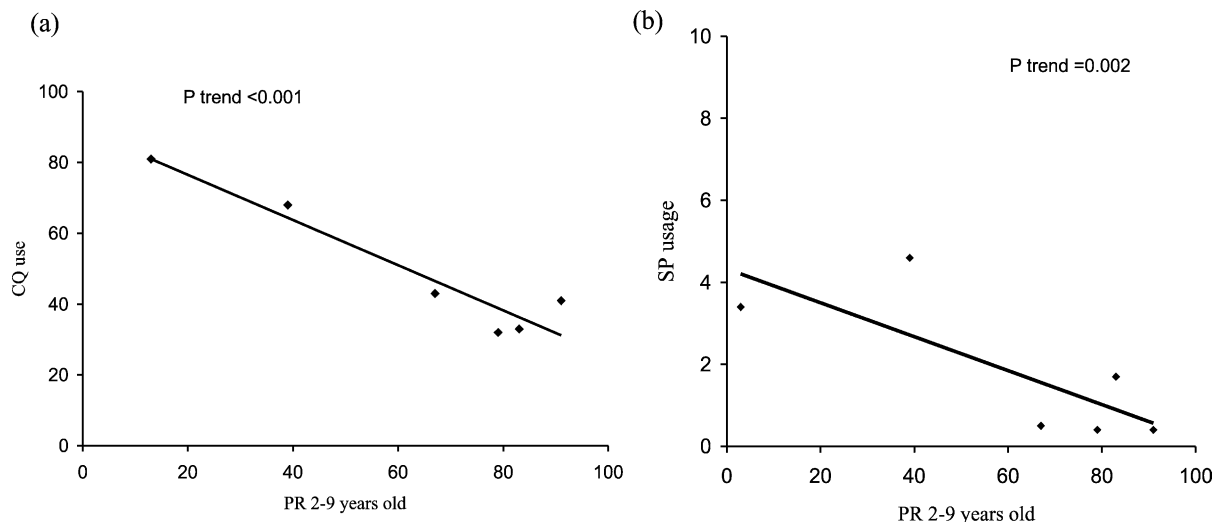 (a)
P trend <0.001
100
80
60
40
20
0
CQ use
0 20 40 60 80 100
PR 2-9 years old
(b)
P trend =0.002
10
8
6
4
2
0
SP usage
0 20 40 60 80 100
PR 2-9 years old